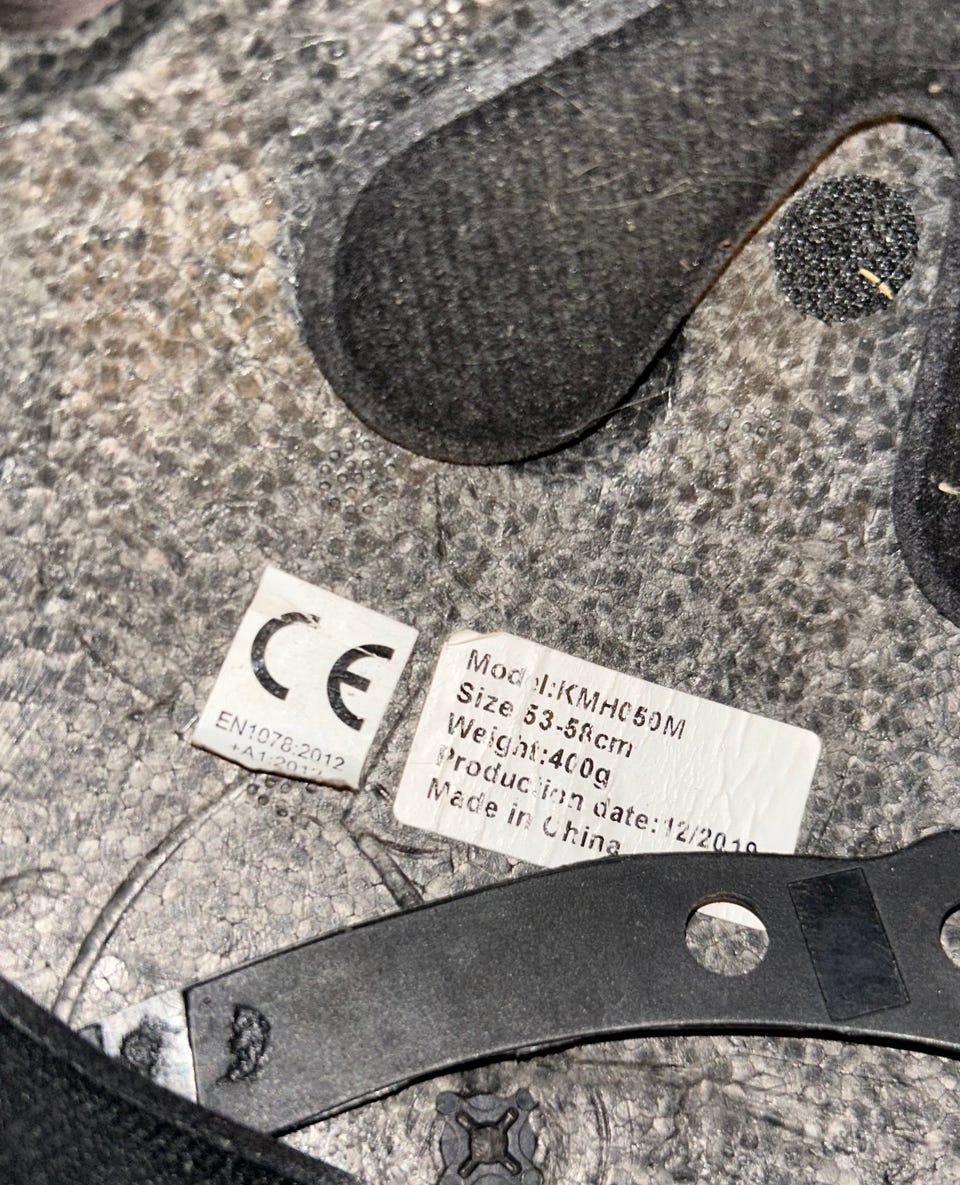 CE
EN1078:2012
Model:KMH050M
Size:53-58cm
Weight:400g
Production date:12/2019
Made in China